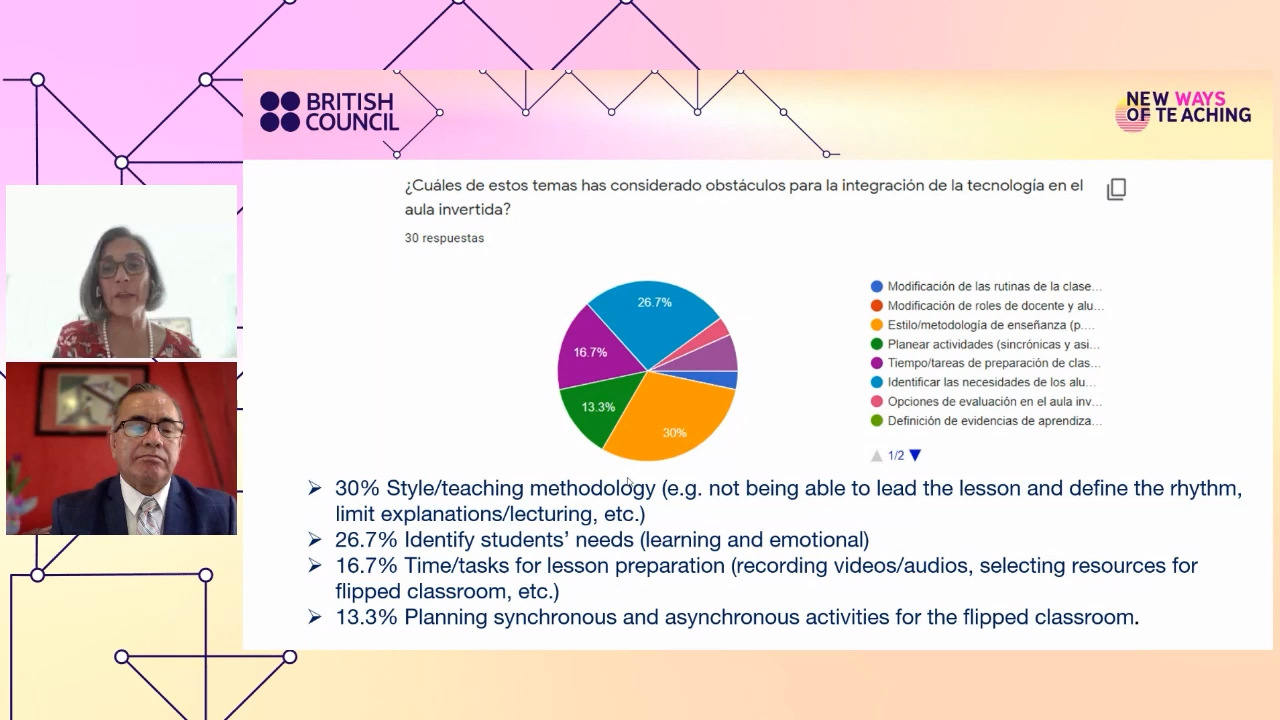 BRITISH
COUNCIL
NEW WAYS
OF TEACHING
¿Cuáles de estos temas has considerado obstáculos para la integración de la tecnología en el
aula invertida?
30 respuestas
26.7%
16.7%
13.3%
30%
Modificación de las rutinas de la clase...
Modificación de roles de docente y alu...
Estilo/metodología de enseñanza (p....
Planear actividades (sincrónicas y asi...
Tiempo/tareas de preparación de clas...
Identificar las necesidades de los alu...
Opciones de evaluación en el aula inv...
Definición de evidencias de aprendiza...
1/2
➢ 30% Style/teaching methodology (e.g. not being able to lead the lesson and define the rhythm,
limit explanations/lecturing, etc.)
➢ 26.7% Identify students’ needs (learning and emotional)
➢ 16.7% Time/tasks for lesson preparation (recording videos/audios, selecting resources for
flipped classroom, etc.)
➢ 13.3% Planning synchronous and asynchronous activities for the flipped classroom.